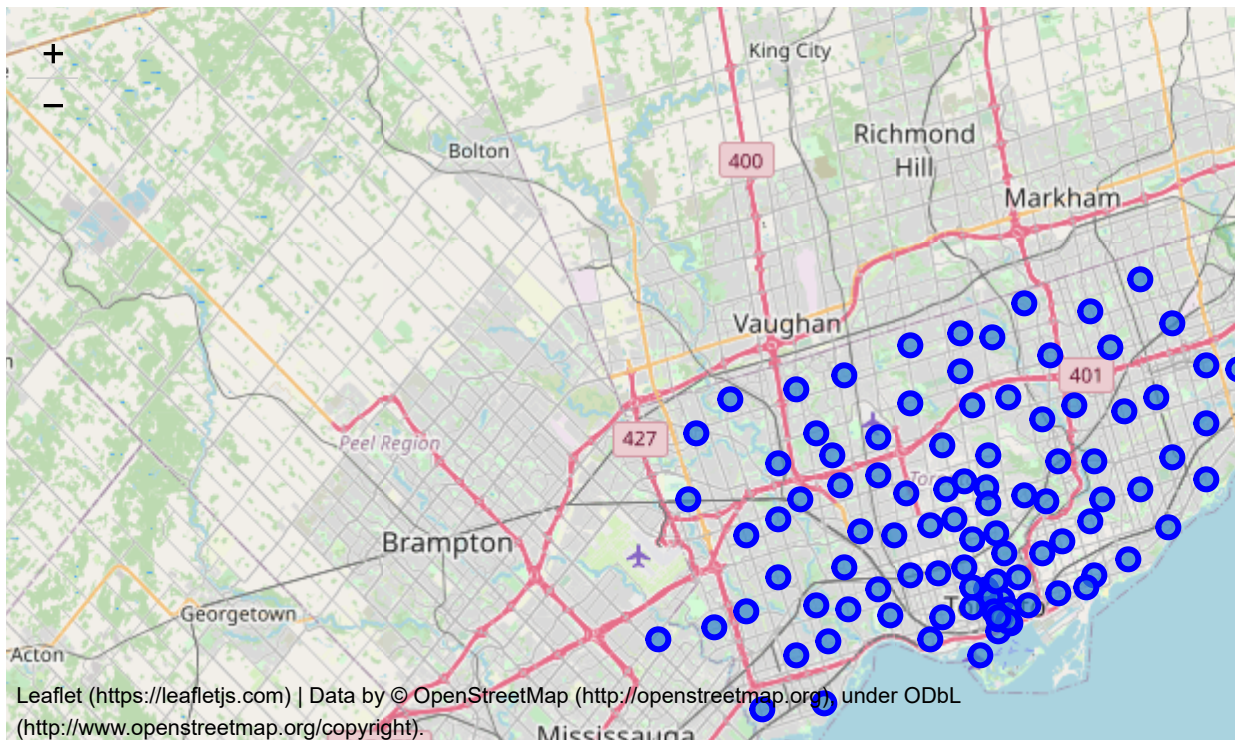 +
King City
−
Richmond
Hill
Bolton
400
Markham
Vaughan
401
427
Peel Region
Brampton
Georgetown
Acton
Leaflet (https://leafletjs.com) | Data by © OpenStreetMap (http://openstreetmap.org), under ODbL
(http://www.openstreetmap.org/copyright).
Mississauga